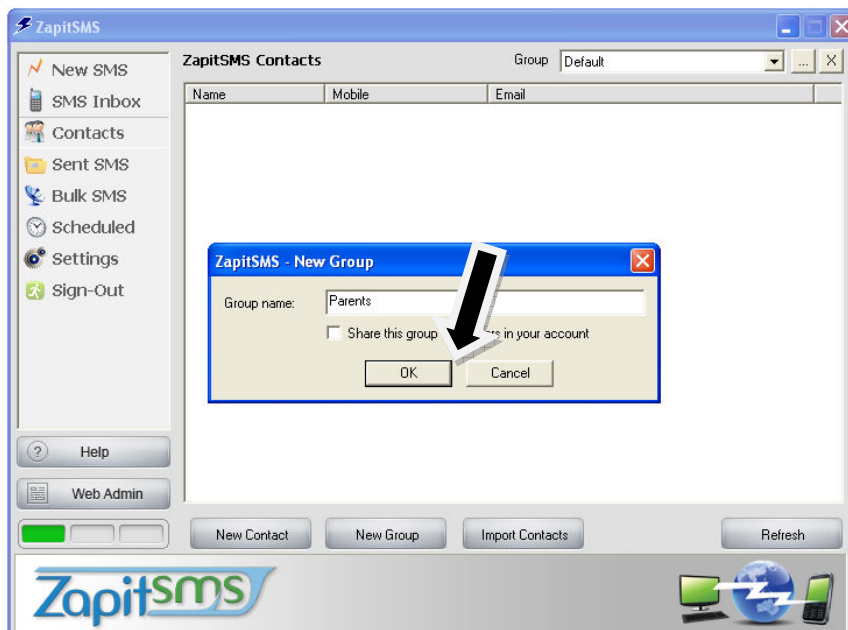 ZapitSMS
New SMS
SMS Inbox
Contacts
Sent SMS
Bulk SMS
Scheduled
Settings
Sign-Out
? Help
Web Admin
ZapitSMS Contacts
Group Default ... X
Name Mobile Email
ZapitSMS - New Group
Group name: Parents
Share this group in your account
OK Cancel
New Contact New Group Import Contacts Refresh
ZapitSMS